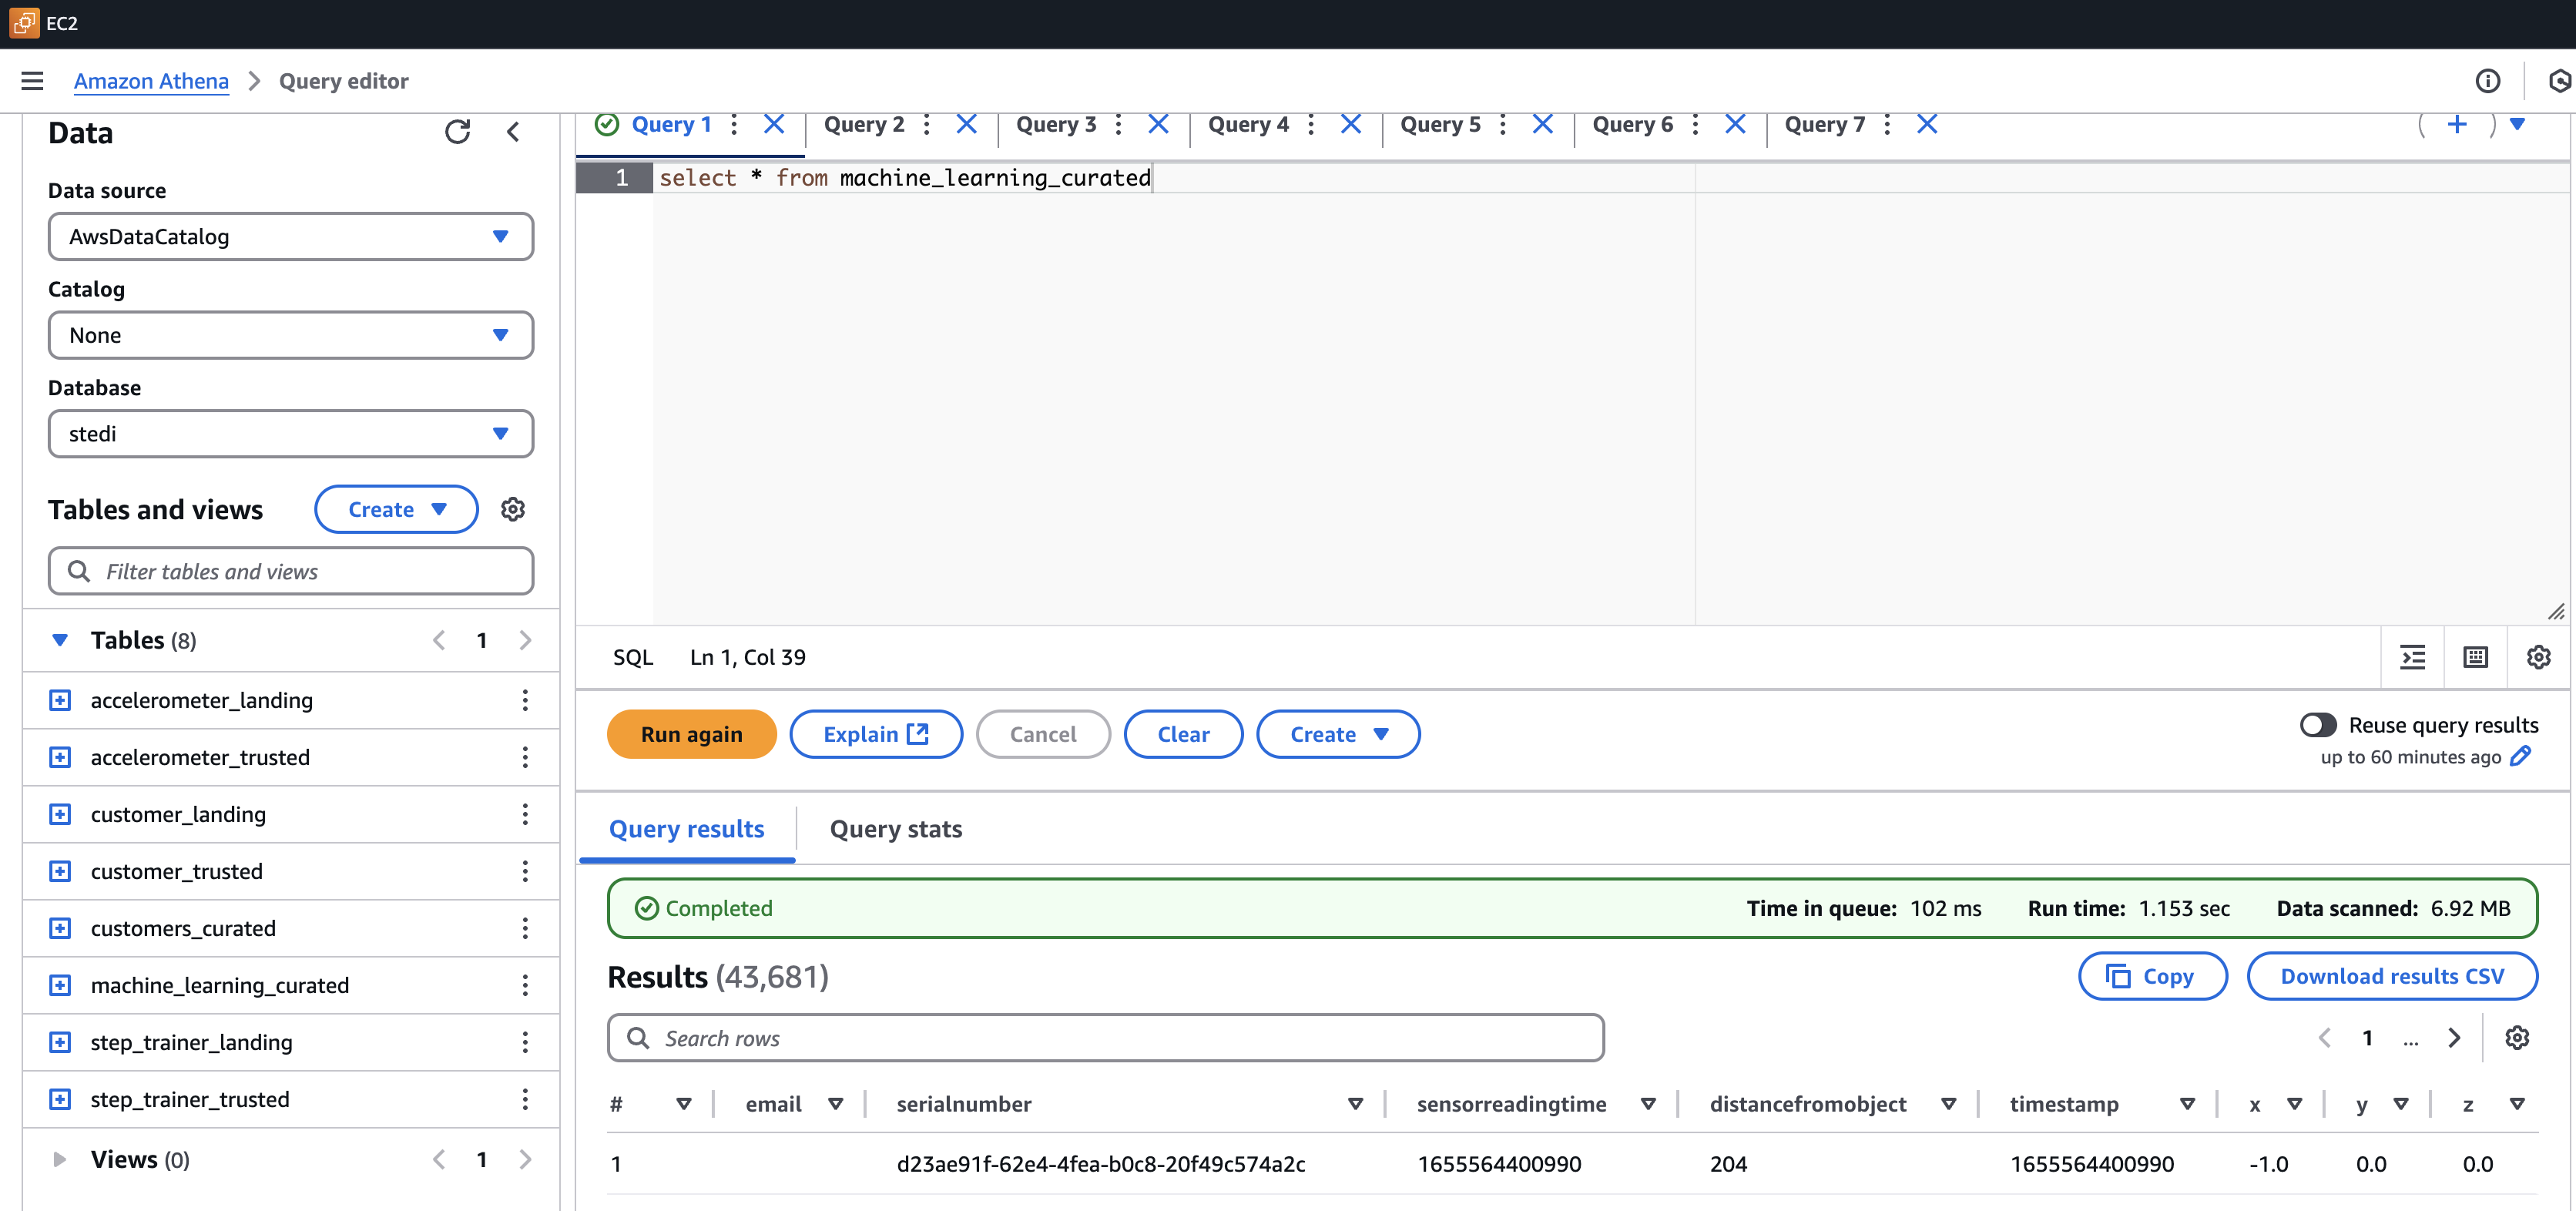 EC2
Amazon Athena > Query editor
Data
Data source
AwsDataCatalog
Catalog
None
Database
stedi
Tables and views
Create
Filter tables and views
Tables (8)
1
accelerometer_landing
accelerometer_trusted
customer_landing
customer_trusted
customers_curated
machine_learning_curated
step_trainer_landing
step_trainer_trusted
Views (0)
1
Query 1 Query 2 Query 3 Query 4 Query 5 Query 6 Query 7
1 select * from machine_learning_curated
SQL Ln 1, Col 39
Run again Explain Cancel Clear Create
Reuse query results
up to 60 minutes ago
Query results Query stats
Completed Time in queue: 102 ms Run time: 1.153 sec Data scanned: 6.92 MB
Results (43,681)
Copy Download results CSV
Search rows
1 ...
# email serialnumber sensorreadingtime distancefromobject timestamp x y z
1 d23ae91f-62e4-4fea-b0c8-20f49c574a2c 1655564400990 204 1655564400990 -1.0 0.0 0.0